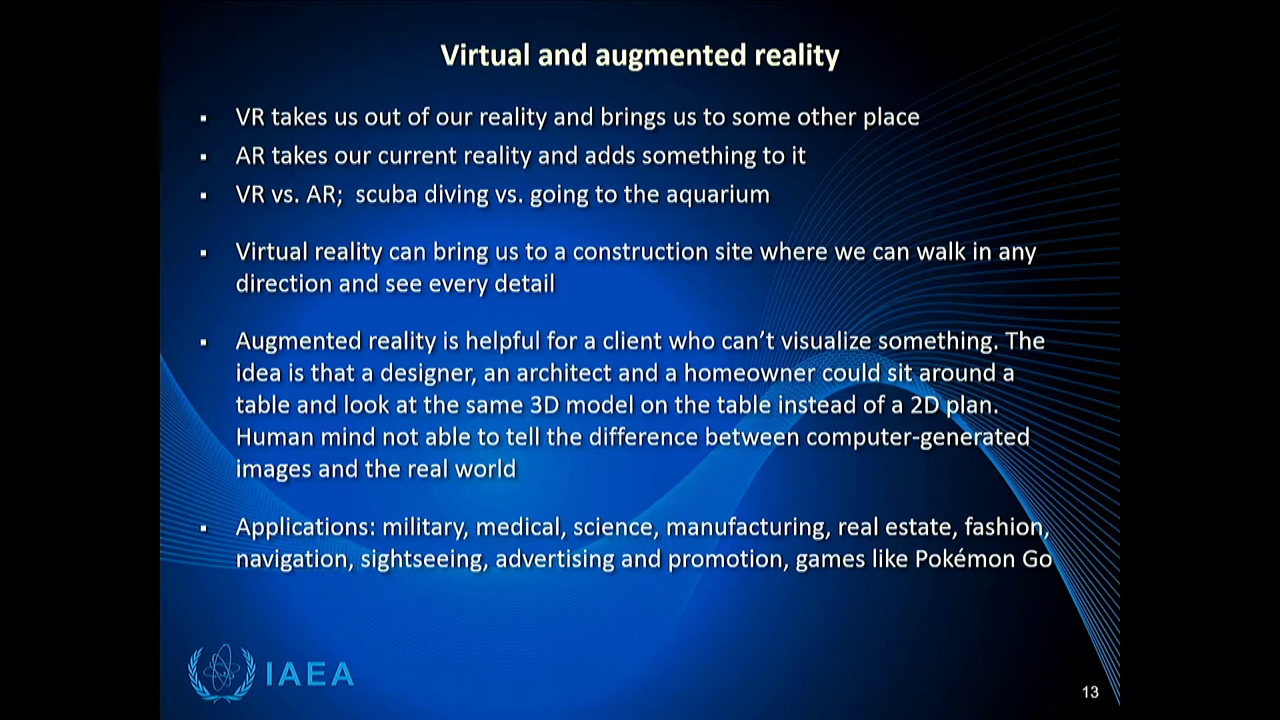 Virtual and augmented reality
▪ VR takes us out of our reality and brings us to some other place
▪ AR takes our current reality and adds something to it
▪ VR vs. AR;  scuba diving vs. going to the aquarium
▪ Virtual reality can bring us to a construction site where we can walk in any
direction and see every detail
▪ Augmented reality is helpful for a client who can’t visualize something. The
idea is that a designer, an architect and a homeowner could sit around a
table and look at the same 3D model on the table instead of a 2D plan.
Human mind not able to tell the difference between computer-generated
images and the real world
▪ Applications: military, medical, science, manufacturing, real estate, fashion,
navigation, sightseeing, advertising and promotion, games like Pokémon Go
IAEA
13